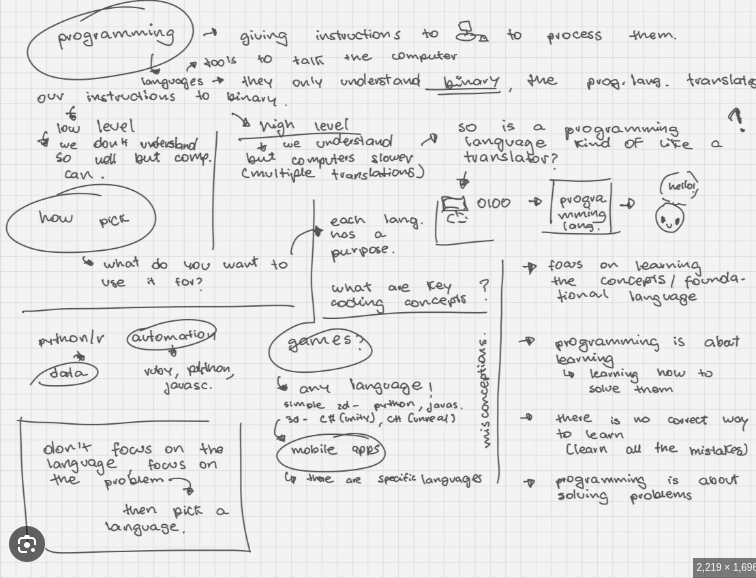 programming → giving instructions to to process them.
→ tools to talk the computer
languages → they only understand binary, the prog. lang. translates
our instructions to binary.
low level
we don't understand
so well but comp.
can.
high level
we understand
but computers slower
(multiple translations)
so is a programming
language kind of like a
translator?
?
0100 → progra
mming
lang. →
hello!
how pick
what do you want to
use it for?
each lang.
has a
purpose.
what are key
coding concepts ?
python/r
data
automation
ruby, python,
javasc.
games?
any language!
simple 2d - python, javas.
3d - C# (unity), C# (unreal)
mobile apps
there are specific languages
don't focus on the
language, focus on
the problem
then pick a
language.
misconceptions.
→ focus on learning
the concepts / founda-
tional language
→ programming is abat
learning
↳ learning how to
solve them
→ there is no correct way
to learn
(learn all the mistakes)
→ programming is about
solving problems
2,219 × 1,696